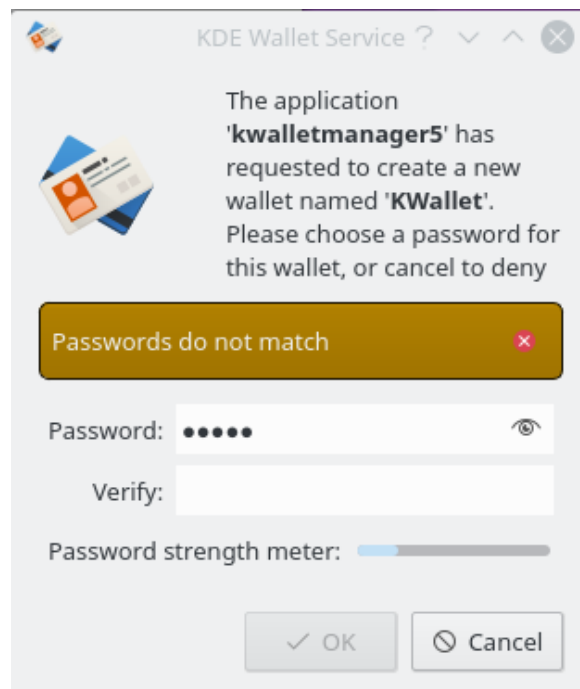 KDE Wallet Service
The application
'kwalletmanager5' has
requested to create a new
wallet named 'KWallet'.
Please choose a password for
this wallet, or cancel to deny
Passwords do not match
Password: •••••
Verify:
Password strength meter:
OK
Cancel